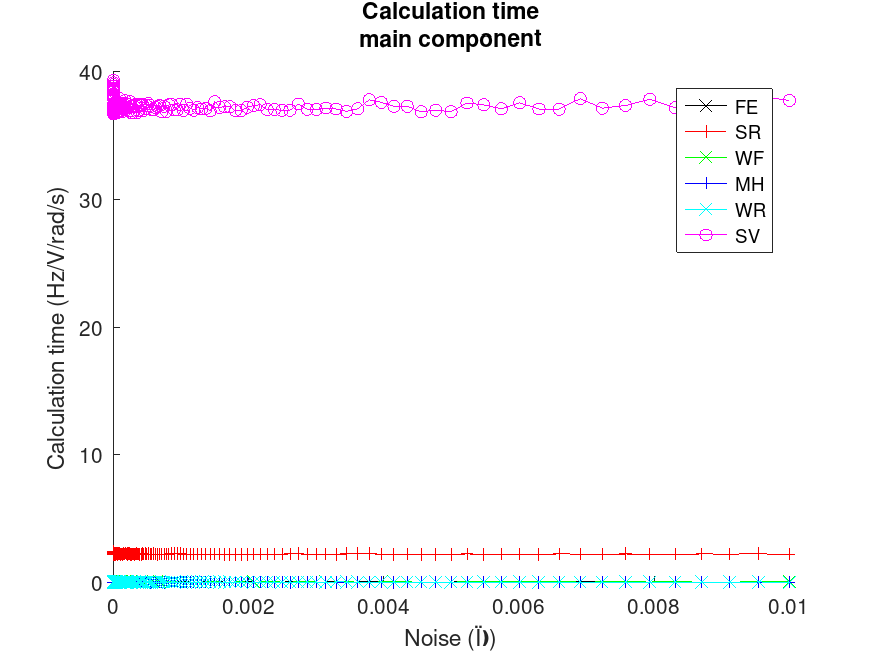 Calculation time
main component
Calculation time (Hz/V/rad/s)
40
30
20
10
0
FE
SR
WF
MH
WR
SV
0
0.002
0.004
0.006
0.008
0.01
Noise